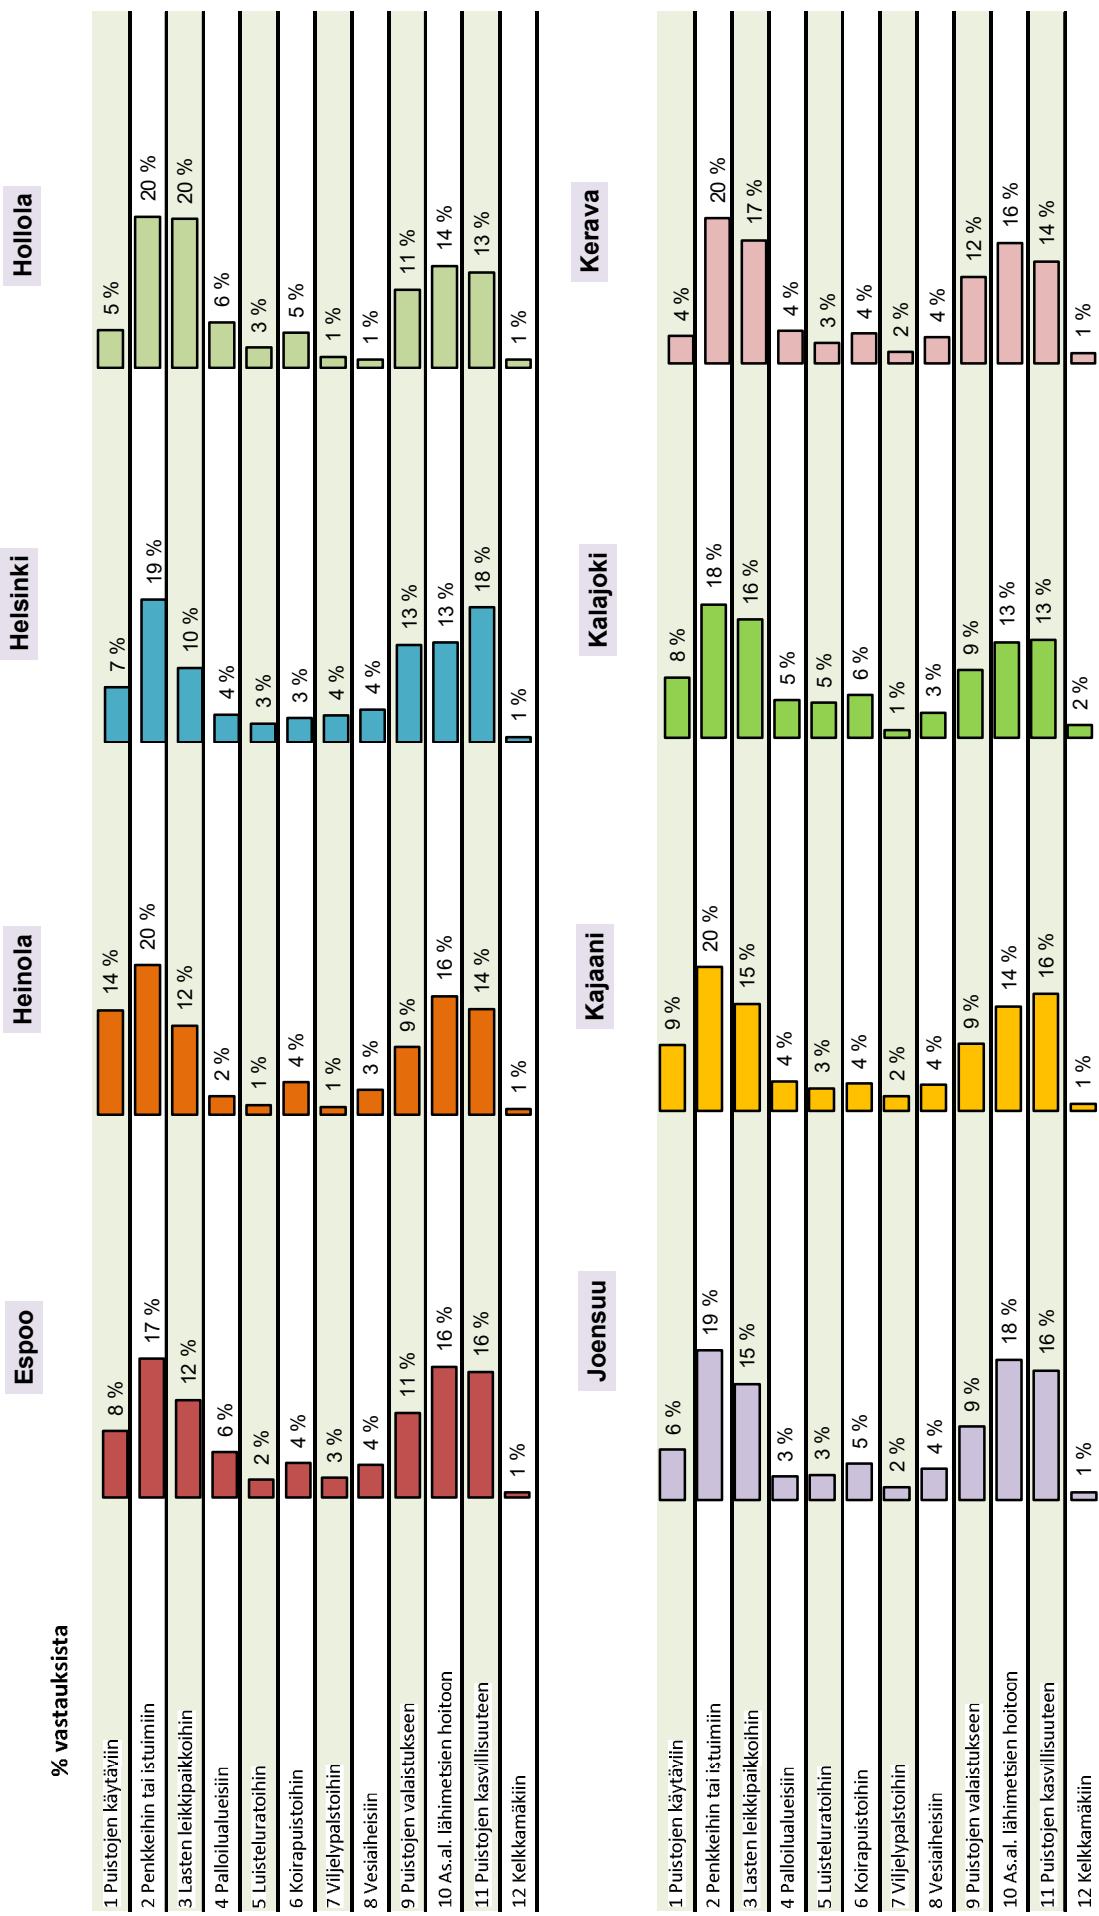 Espoo Heinola Helsinki Hollola
% vastauksista
1 Puistojen käytäviin 8 % 14 % 7 % 5 %
2 Penkkeihin tai istuimiin 17 % 20 % 19 % 20 %
3 Lasten leikkipaikkoihin 12 % 12 % 10 % 20 %
4 Palloilualueisiin 6 % 2 % 4 % 6 %
5 Luisteluratoihin 2 % 1 % 3 % 3 %
6 Koirapuistoihin 4 % 4 % 3 % 5 %
7 Viljelypalstoihin 3 % 1 % 4 % 1 %
8 Vesiaiheisiin 4 % 3 % 4 % 1 %
9 Puistojen valaistukseen 11 % 9 % 13 % 11 %
10 As.al. lähimetsien hoitoon 16 % 16 % 13 % 14 %
11 Puistojen kasvillisuuteen 16 % 14 % 18 % 13 %
12 Kelkkamäkiin 1 % 1 % 1 % 1 %
Joensuu Kajaani Kalajoki Kerava
1 Puistojen käytäviin 6 % 9 % 8 % 4 %
2 Penkkeihin tai istuimiin 19 % 20 % 18 % 20 %
3 Lasten leikkipaikkoihin 15 % 15 % 16 % 17 %
4 Palloilualueisiin 3 % 4 % 5 % 4 %
5 Luisteluratoihin 3 % 3 % 5 % 3 %
6 Koirapuistoihin 5 % 4 % 6 % 4 %
7 Viljelypalstoihin 2 % 2 % 1 % 2 %
8 Vesiaiheisiin 4 % 4 % 3 % 4 %
9 Puistojen valaistukseen 9 % 9 % 9 % 12 %
10 As.al. lähimetsien hoitoon 18 % 14 % 13 % 16 %
11 Puistojen kasvillisuuteen 16 % 16 % 13 % 14 %
12 Kelkkamäkiin 1 % 1 % 2 % 1 %